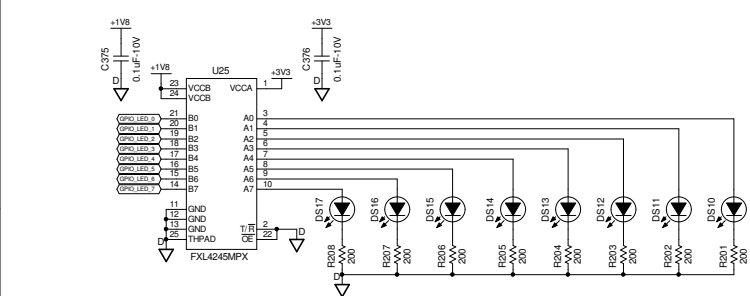 +1V8
+3V3
C375
0.1uF-10V
D
C376
0.1uF-10V
D
+1V8
U25
+3V3
23 VCCB VCCA 1
24 VCCB
GPIO_LED_0 21 B0 A0 3
GPIO_LED_1 20 B1 A1 4
GPIO_LED_2 19 B2 A2 5
GPIO_LED_3 18 B3 A3 6
GPIO_LED_4 17 B4 A4 7
GPIO_LED_5 16 B5 A5 8
GPIO_LED_6 15 B6 A6 9
GPIO_LED_7 14 B7 A7 10
11 GND
12 GND
13 GND T/R 2 D
D 25 THPAD OE 22
FXL4245MPX
DS17 DS16 DS15 DS14 DS13 DS12 DS11 DS10
R208 200 R207 200 R206 200 R205 200 R204 200 R203 200 R202 200 R201 200
D